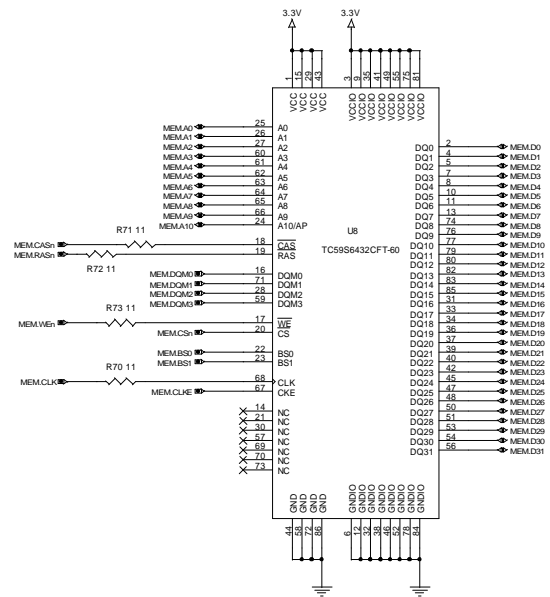 3.3V 3.3V
1 15 29 43 3 9 35 41 49 55 75 81
VCC VCC VCC VCC VCCIO VCCIO VCCIO VCCIO VCCIO VCCIO VCCIO VCCIO
MEM.A0 25 A0
MEM.A1 26 A1
MEM.A2 27 A2
MEM.A3 60 A3
MEM.A4 61 A4
MEM.A5 62 A5
MEM.A6 63 A6
MEM.A7 64 A7
MEM.A8 65 A8
MEM.A9 66 A9
MEM.A10 24 A10/AP
R71 11
MEM.CASn 18 CAS
MEM.RASn 19 RAS
R72 11
MEM.DQM0 16 DQM0
MEM.DQM1 71 DQM1
MEM.DQM2 28 DQM2
MEM.DQM3 59 DQM3
R73 11
MEM.WEn 17 WE
MEM.CSn 20 CS
MEM.BS0 22 BS0
MEM.BS1 23 BS1
R70 11
MEM.CLK 68 CLK
MEM.CLKE 67 CKE
14 NC
21 NC
30 NC
57 NC
69 NC
70 NC
73 NC
U8
TC59S6432CFT-60
DQ0 2 MEM.D0
DQ1 4 MEM.D1
DQ2 5 MEM.D2
DQ3 7 MEM.D3
DQ4 8 MEM.D4
DQ5 10 MEM.D5
DQ6 11 MEM.D6
DQ7 13 MEM.D7
DQ8 74 MEM.D8
DQ9 76 MEM.D9
DQ10 77 MEM.D10
DQ11 79 MEM.D11
DQ12 80 MEM.D12
DQ13 82 MEM.D13
DQ14 83 MEM.D14
DQ15 85 MEM.D15
DQ16 31 MEM.D16
DQ17 33 MEM.D17
DQ18 34 MEM.D18
DQ19 36 MEM.D19
DQ20 37 MEM.D20
DQ21 39 MEM.D21
DQ22 40 MEM.D22
DQ23 42 MEM.D23
DQ24 45 MEM.D24
DQ25 47 MEM.D25
DQ26 48 MEM.D26
DQ27 50 MEM.D27
DQ28 51 MEM.D28
DQ29 53 MEM.D29
DQ30 54 MEM.D30
DQ31 56 MEM.D31
GND GND GND GND GNDIO GNDIO GNDIO GNDIO GNDIO GNDIO GNDIO GNDIO
44 58 72 86 6 12 32 38 46 52 78 84